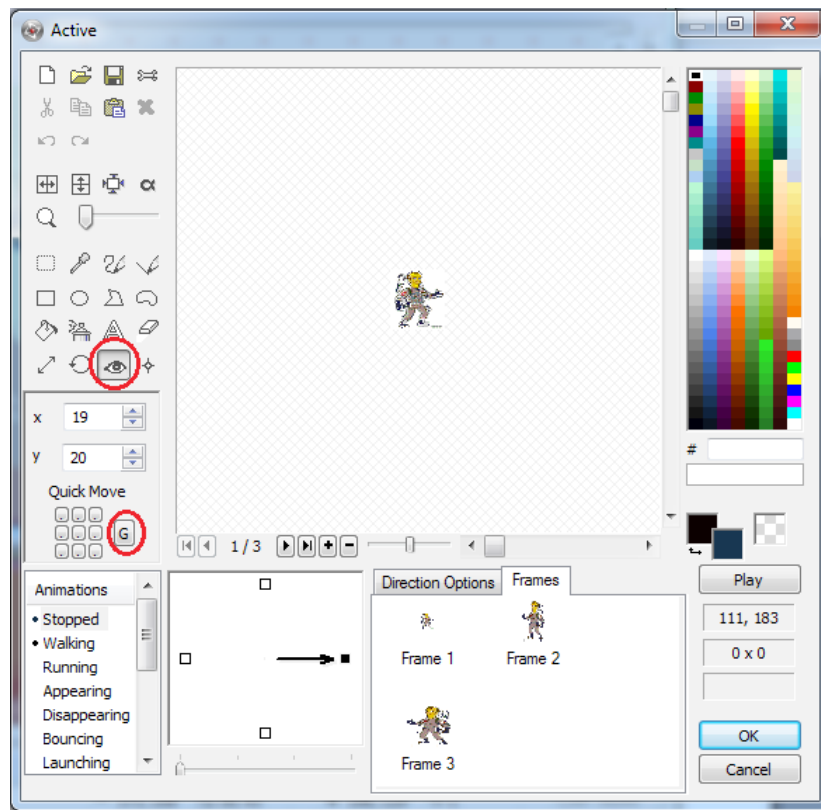 Active
x 19
y 20
Quick Move
G
1 / 3
#
Animations
Stopped
Walking
Running
Appearing
Disappearing
Bouncing
Launching
Direction Options
Frames
Frame 1
Frame 2
Frame 3
Play
111, 183
0 x 0
OK
Cancel